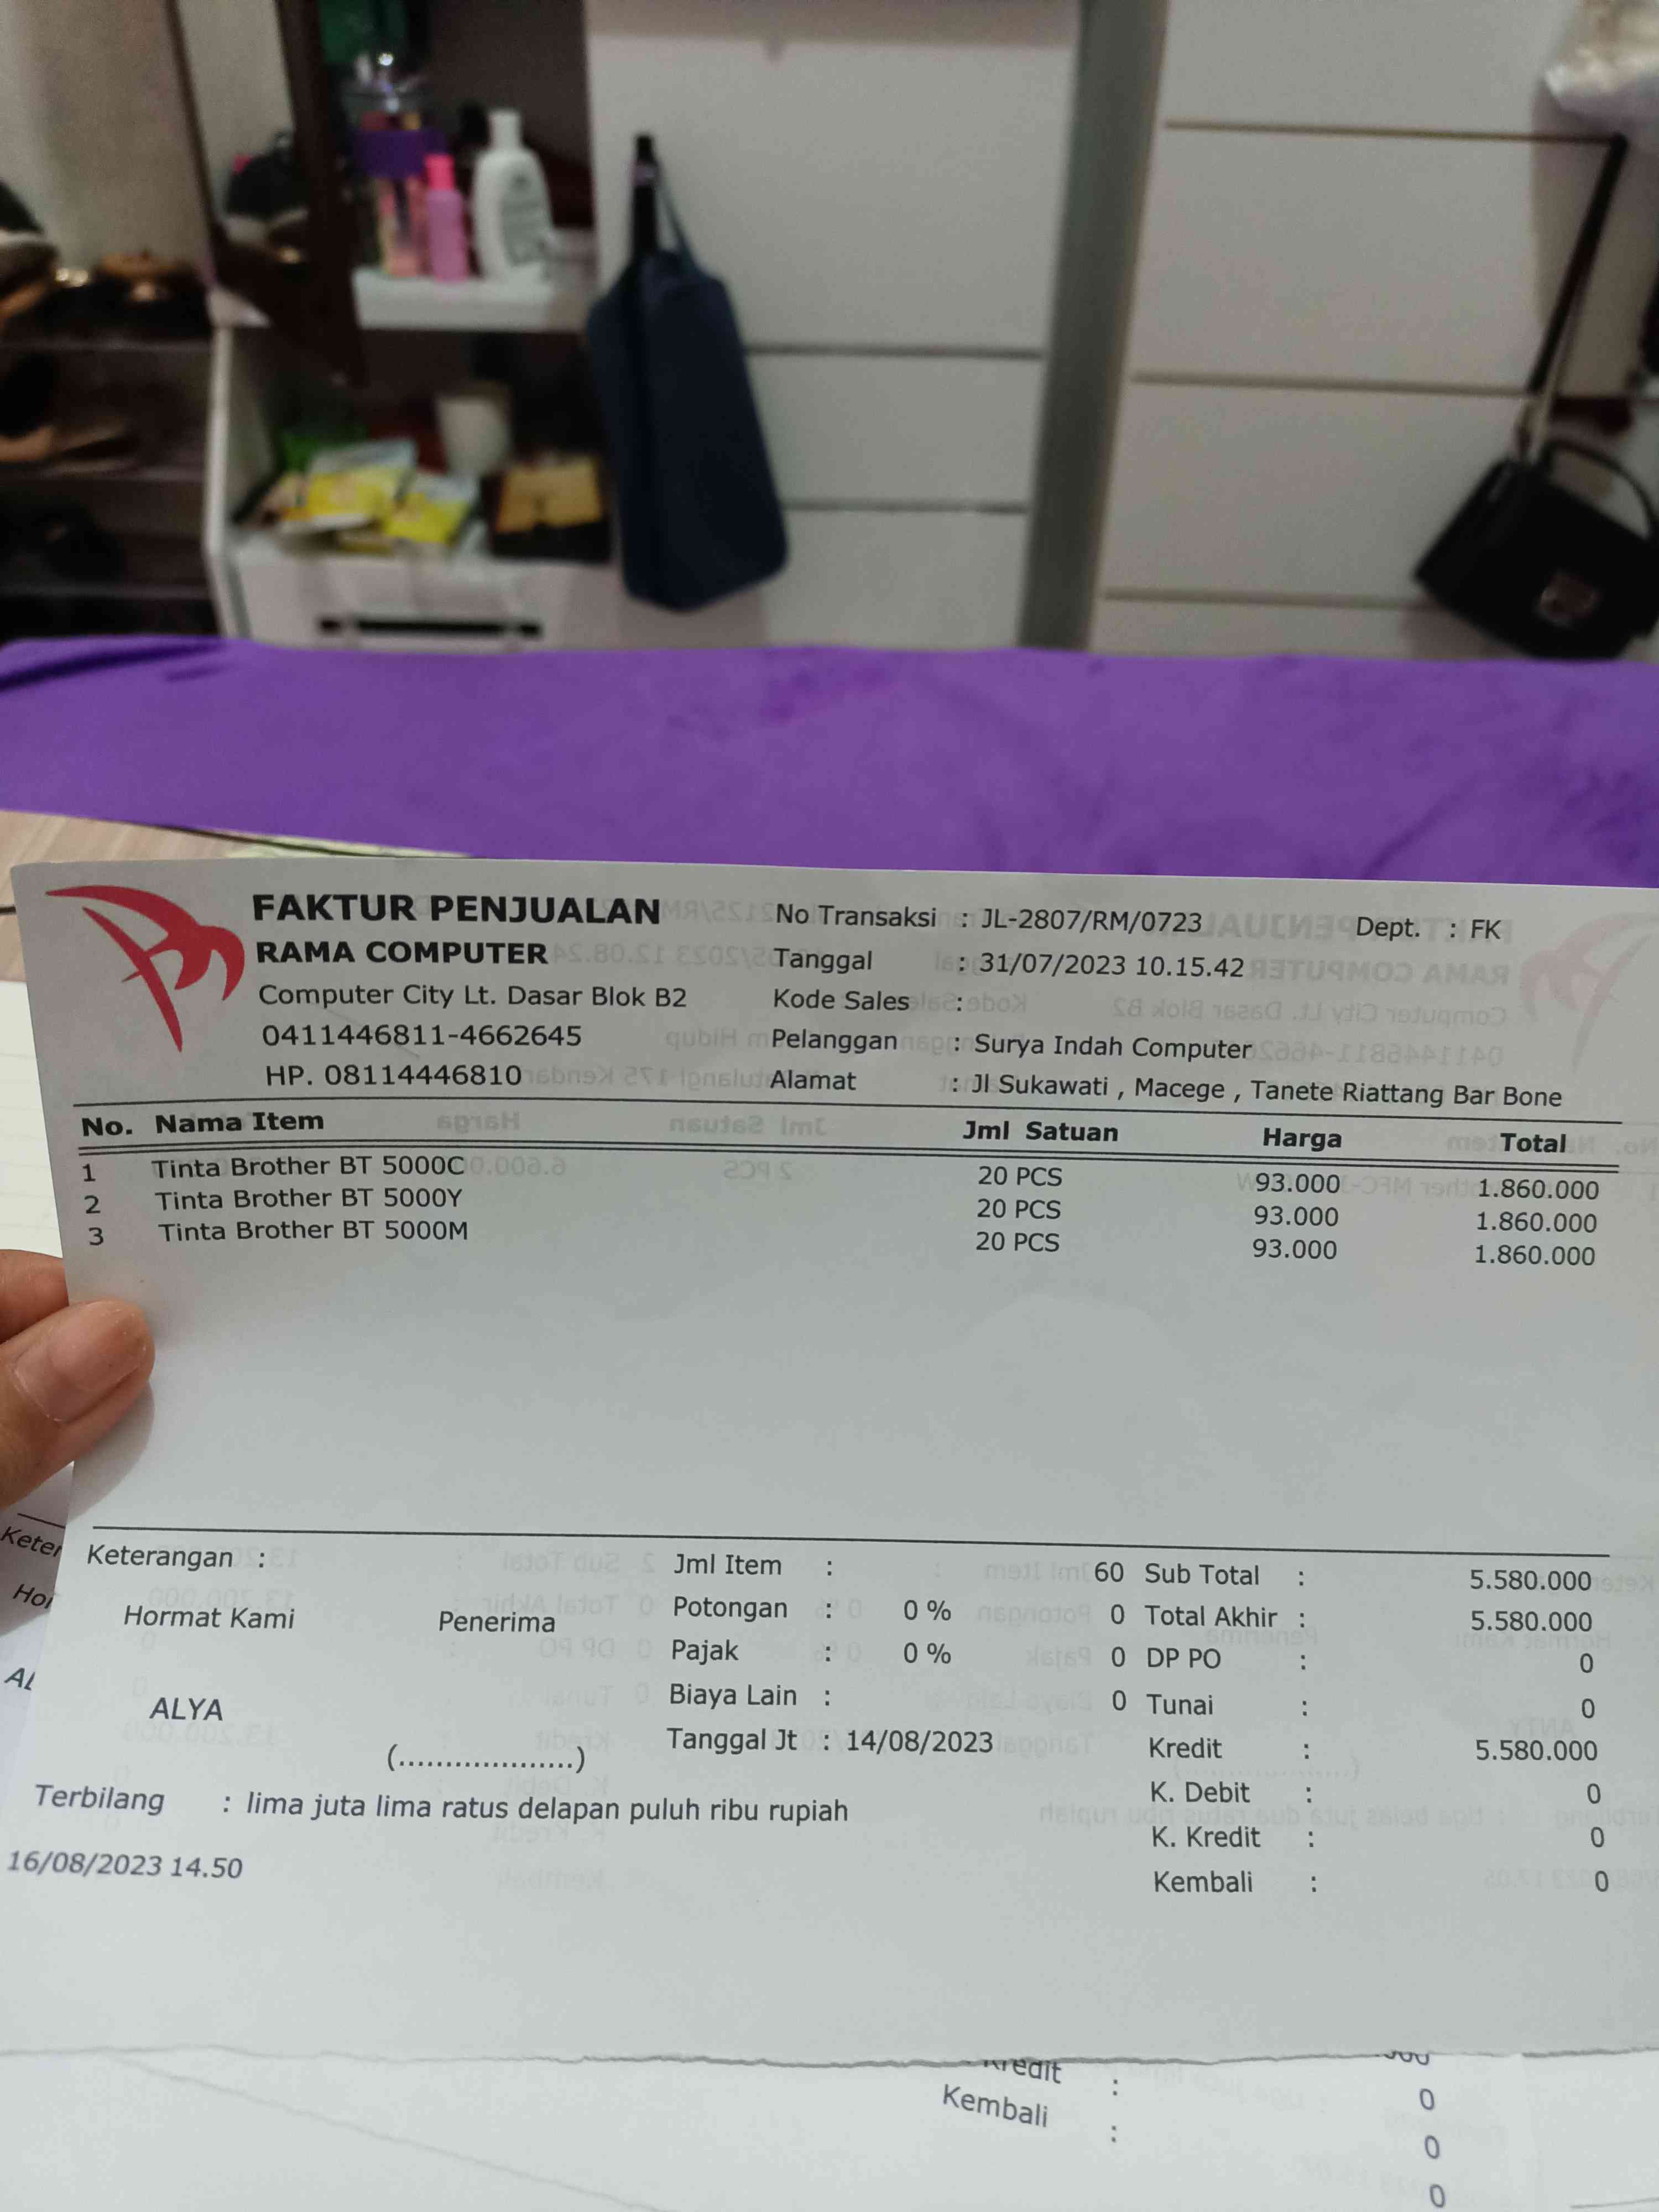 FAKTUR PENJUALAN
RAMA COMPUTER
Computer City Lt. Dasar Blok B2
0411446811-4662645
HP. 08114446810
No Transaksi : JL-2807/RM/0723 Dept. : FK
Tanggal : 31/07/2023 10.15.42
Kode Sales :
Pelanggan : Surya Indah Computer
Alamat : Jl Sukawati , Macege , Tanete Riattang Bar Bone
No. Nama Item Jml Satuan Harga Total
1 Tinta Brother BT 5000C 20 PCS 93.000 1.860.000
2 Tinta Brother BT 5000Y 20 PCS 93.000 1.860.000
3 Tinta Brother BT 5000M 20 PCS 93.000 1.860.000
Keterangan :
Hormat Kami Penerima
ALYA
(...................)
Jml Item : 60
Potongan : 0 % 0
Pajak : 0 % 0
Biaya Lain : 0
Tanggal Jt : 14/08/2023
Sub Total : 5.580.000
Total Akhir : 5.580.000
DP PO : 0
Tunai : 0
Kredit : 5.580.000
K. Debit : 0
K. Kredit : 0
Kembali : 0
Terbilang : lima juta lima ratus delapan puluh ribu rupiah
16/08/2023 14.50
Kredit : 0
Kembali : 0
0